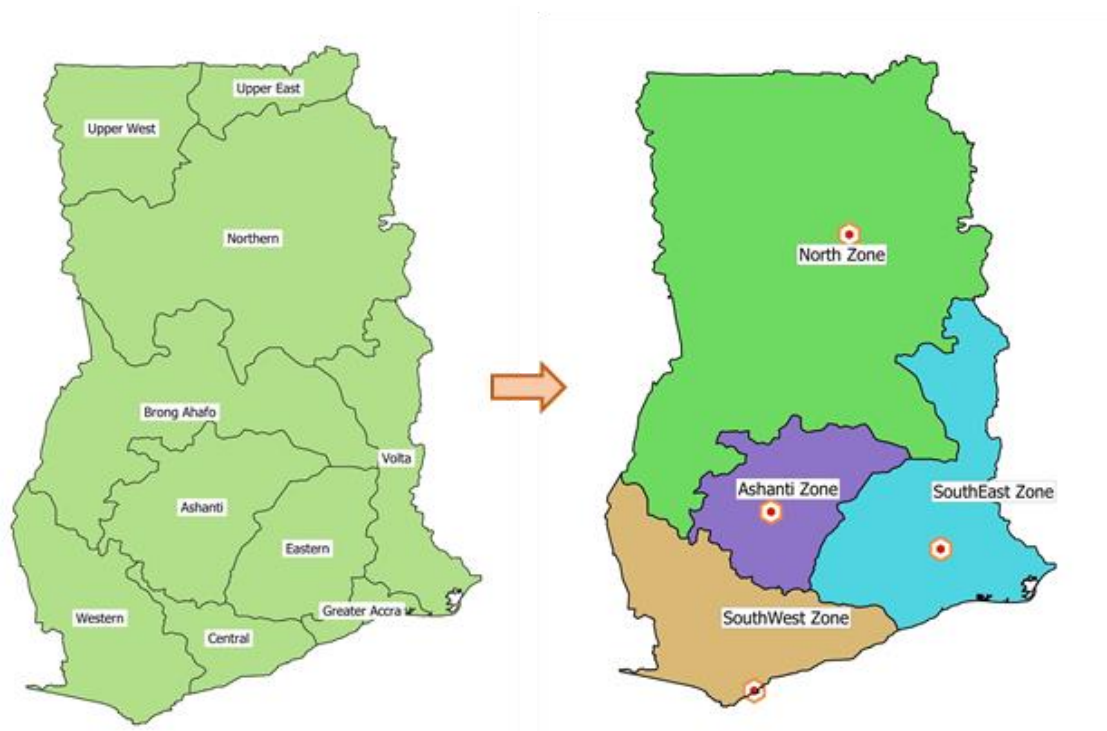 Upper East
Upper West
Northern
Brong Ahafo
Volta
Ashanti
Eastern
Greater Accra
Western
Central
North Zone
Ashanti Zone
SouthEast Zone
SouthWest Zone